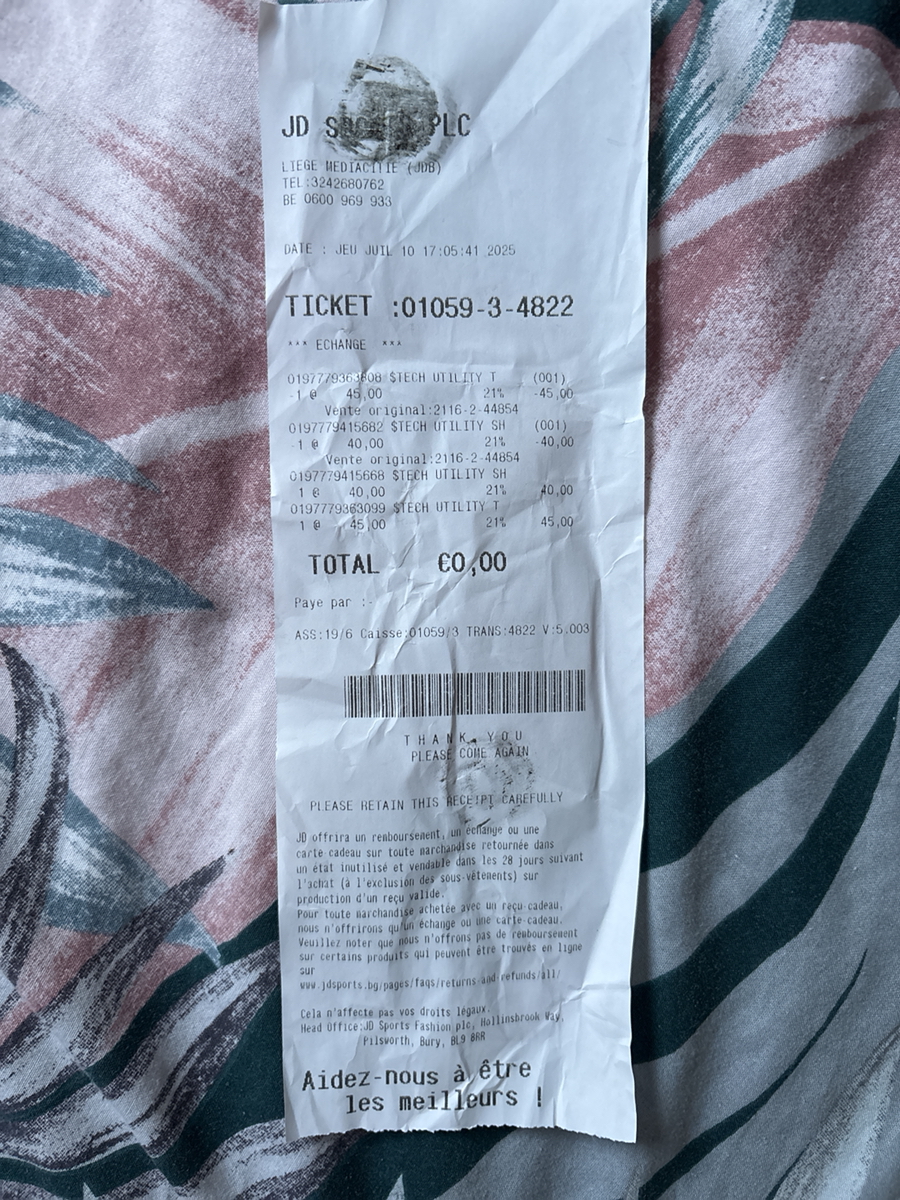 JD SPORTS PLC
LIEGE MEDIACITIE (JDB)
TEL:3242680762
BE 0600 969 933
DATE : JEU JUIL 10 17:05:41 2025
TICKET :01059-3-4822
*** ECHANGE ***
0197779363808 $TECH UTILITY T (001)
-1 @ 45,00 21% -45,00
Vente original:2116-2-44854
0197779415682 $TECH UTILITY SH (001)
-1 @ 40,00 21% -40,00
Vente original:2116-2-44854
0197779415668 $TECH UTILITY SH
1 @ 40,00 21% 40,00
0197779363099 $TECH UTILITY T
1 @ 45,00 21% 45,00
TOTAL €0,00
Payé par :-
ASS:19/6 Caisse:01059/3 TRANS:4822 V:5.003
THANK YOU
PLEASE COME AGAIN
PLEASE RETAIN THIS RECEIPT CAREFULLY
JD offrira un remboursement, un échange ou une
carte-cadeau sur toute marchandise retournée dans
un état inutilisé et vendable dans les 28 jours suivant
l'achat (à l'exclusion des sous-vêtements) sur
production d'un reçu valide.
Pour toute marchandise achetée avec un reçu-cadeau,
nous n'offrirons qu'un échange ou une carte-cadeau.
Veuillez noter que nous n'offrons pas de remboursement
sur certains produits qui peuvent être trouvés en ligne
sur
www.jdsports.bg/pages/faqs/returns-and-refunds/all/
Cela n'affecte pas vos droits légaux.
Head Office:JD Sports Fashion plc, Hollinsbrook Way,
Pilsworth, Bury, BL9 8RR
Aidez-nous à être
les meilleurs !